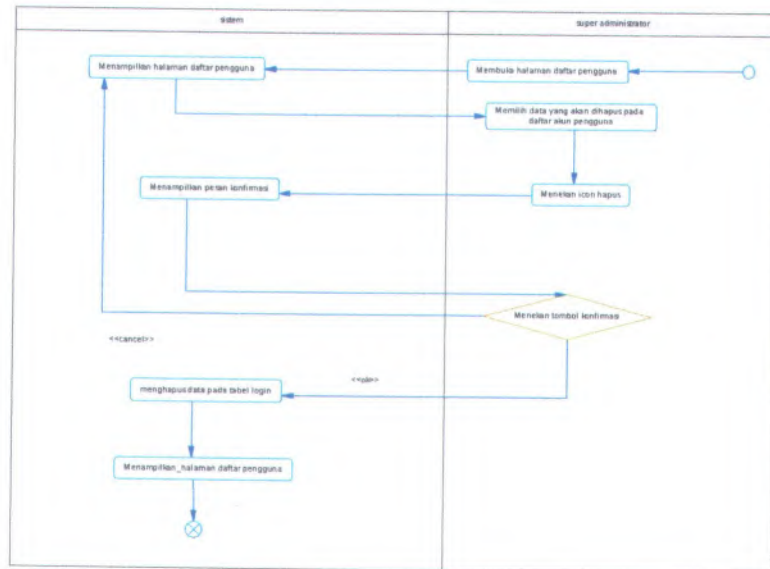 sistem
super administrator
Menampilkan halaman daftar pengguna
Membuka halaman daftar pengguna
Memilih data yang akan dihapus pada
daftar akun pengguna
Menampilkan pesan konfirmasi
Menekan icon hapus
Menekan tombol konfirmasi
<<cancel>>
<<ok>>
menghapus data pada tabel login
Menampilkan_halaman daftar pengguna